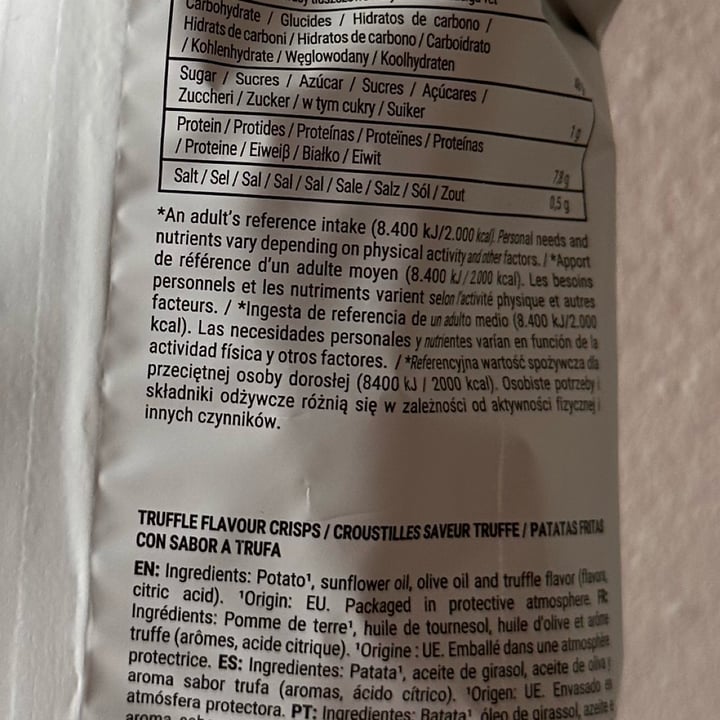 Carbohydrate / Glucides / Hidratos de carbono /
Hidrats de carboni / Hidratos de carbono / Carboidrato
/ Kohlenhydrate / Węglowodany / Koolhydraten
Sugar / Sucres / Azúcar / Sucres / Açúcares /
Zuccheri / Zucker / w tym cukry / Suiker
1g
Protein / Protides / Proteínas / Proteïnes / Proteínas
/ Proteine / Eiweiβ / Białko / Eiwit
7,8g
Salt / Sel / Sal / Sal / Sal / Sale / Salz / Sól / Zout
0,5 g
*An adult's reference intake (8.400 kJ/2.000 kcal). Personal needs and
nutrients vary depending on physical activity and other factors. / *Apport
de référence d'un adulte moyen (8.400 kJ / 2.000 kcal). Les besoins
personnels et les nutriments varient selon l'activité physique et autres
facteurs. / *Ingesta de referencia de un adulto medio (8.400 kJ/2.000
kcal). Las necesidades personales y nutrientes varían en función de la
actividad física y otros factores. / *Referencyjna wartość spożywcza dla
przeciętnej osoby dorosłej (8400 kJ | 2000 kcal). Osobiste potrzeby i
składniki odżywcze różnią się w zależności od aktywności fizycznej i
innych czynników.
TRUFFLE FLAVOUR CRISPS / CROUSTILLES SAVEUR TRUFFE / PATATAS FRITAS
CON SABOR A TRUFA
EN: Ingredients: Potato¹, sunflower oil, olive oil and truffle flavor (flavors,
citric acid). ¹Origin: EU. Packaged in protective atmosphere. FR:
Ingrédients: Pomme de terre¹, huile de tournesol, huile d'olive et arôme
truffe (arômes, acide citrique). ¹Origine : UE. Emballé dans une atmosphère
protectrice. ES: Ingredientes: Patata¹, aceite de girasol, aceite de oliva y
aroma sabor trufa (aromas, ácido cítrico). ¹Origen: UE. Envasado en
atmósfera protectora. PT: Ingredientes: Batata¹ óleo de girassol, azeite e
aroma